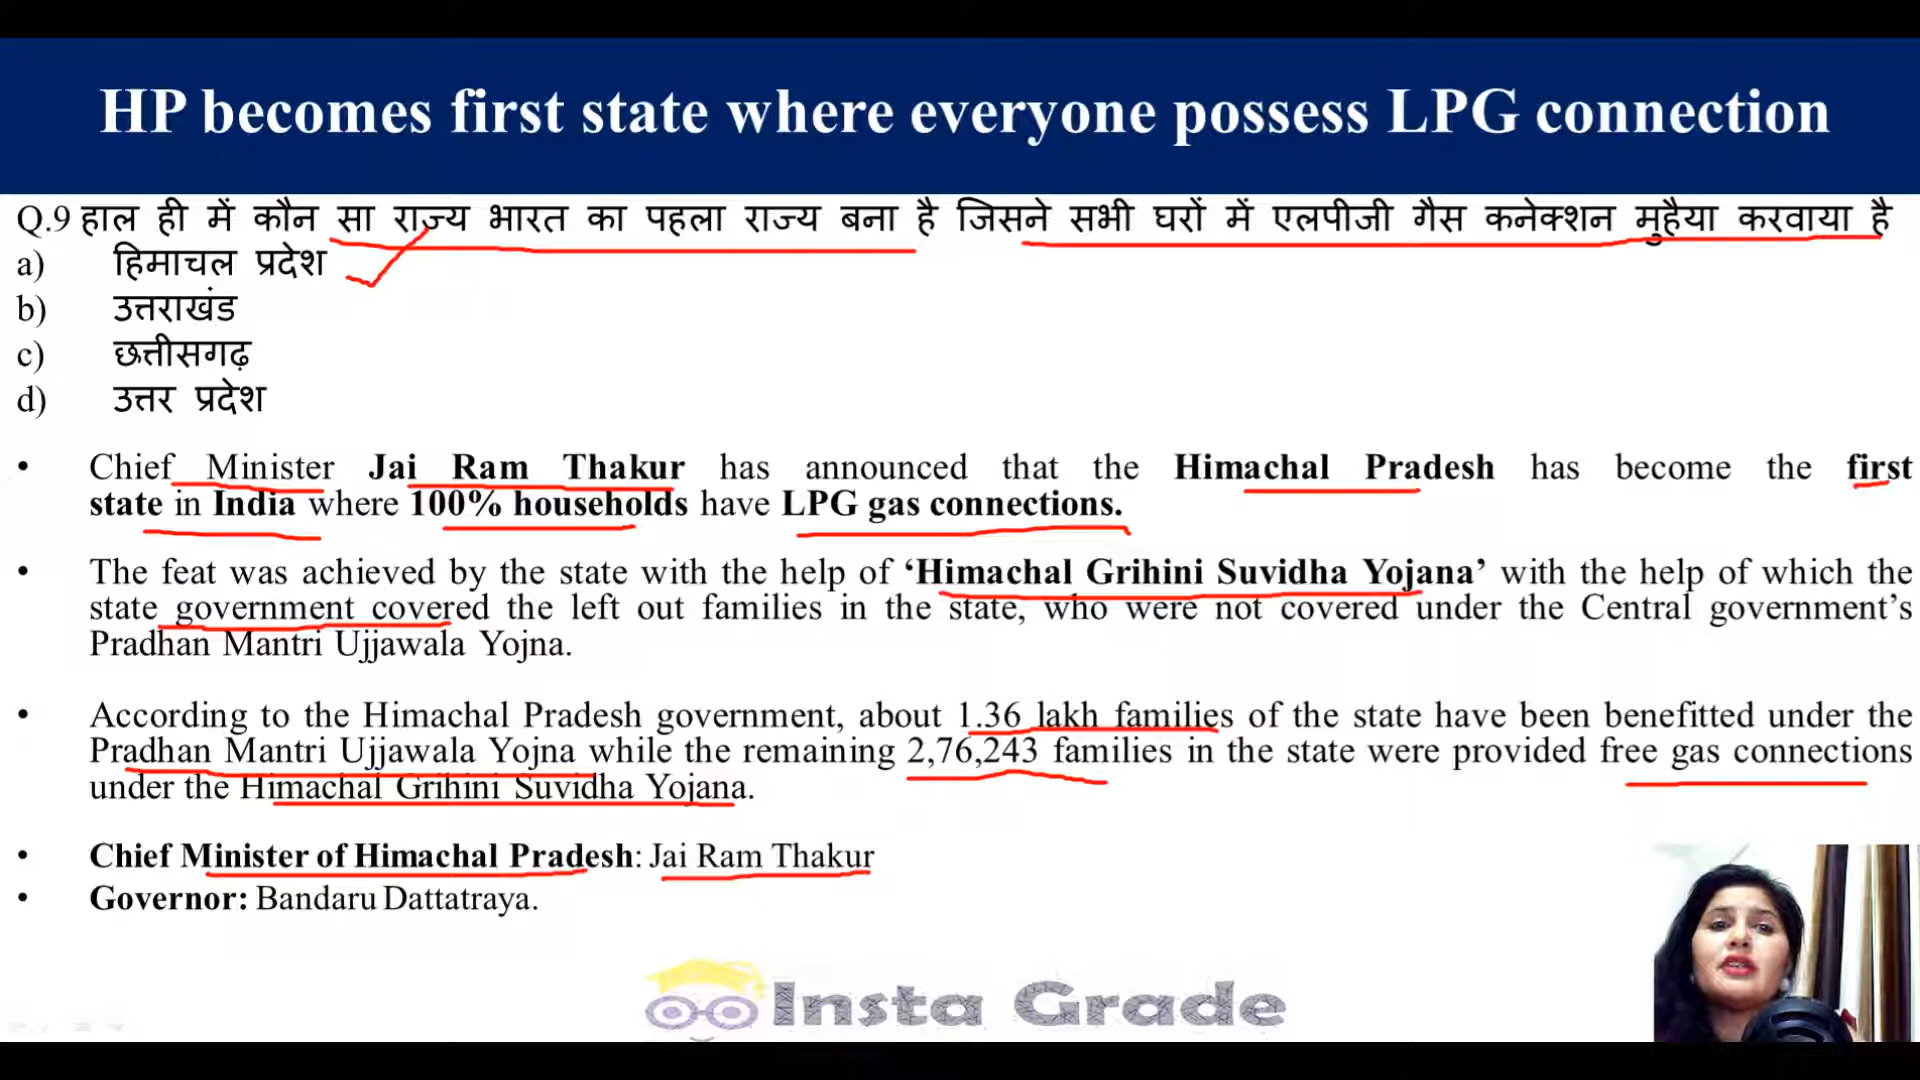 HP becomes first state where everyone possess LPG connection
Q.9 हाल ही में कौन सा राज्य भारत का पहला राज्य बना है जिसने सभी घरों में एलपीजी गैस कनेक्शन मुहैया करवाया है
a) हिमाचल प्रदेश
b) उत्तराखंड
c) छत्तीसगढ़
d) उत्तर प्रदेश
• Chief Minister Jai Ram Thakur has announced that the Himachal Pradesh has become the first
state in India where 100% households have LPG gas connections.
• The feat was achieved by the state with the help of ‘Himachal Grihini Suvidha Yojana’ with the help of which the
state government covered the left out families in the state, who were not covered under the Central government’s
Pradhan Mantri Ujjawala Yojna.
• According to the Himachal Pradesh government, about 1.36 lakh families of the state have been benefitted under the
Pradhan Mantri Ujjawala Yojna while the remaining 2,76,243 families in the state were provided free gas connections
under the Himachal Grihini Suvidha Yojana.
• Chief Minister of Himachal Pradesh: Jai Ram Thakur
• Governor: Bandaru Dattatraya.
Insta Grade